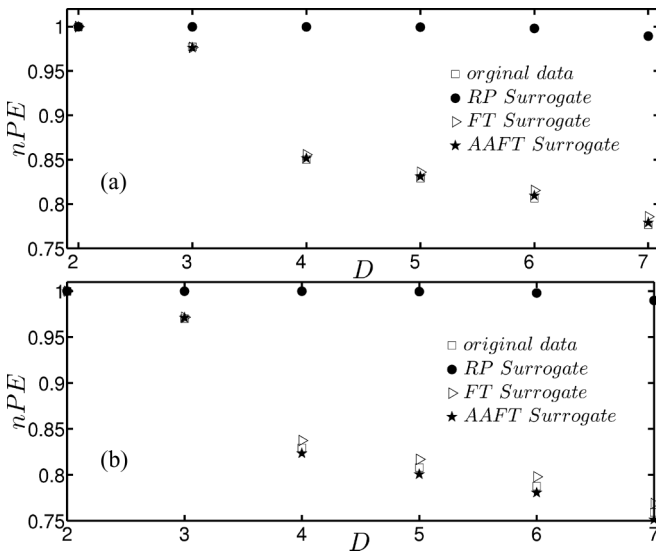 1
0.95
0.9
0.85
0.8
0.75
nPE
orginal data
RP Surrogate
FT Surrogate
AAFT Surrogate
(a)
2 3 4 5 6 7
D
1
0.95
0.9
0.85
0.8
0.75
nPE
original data
RP Surrogate
FT Surrogate
AAFT Surrogate
(b)
2 3 4 5 6 7
D